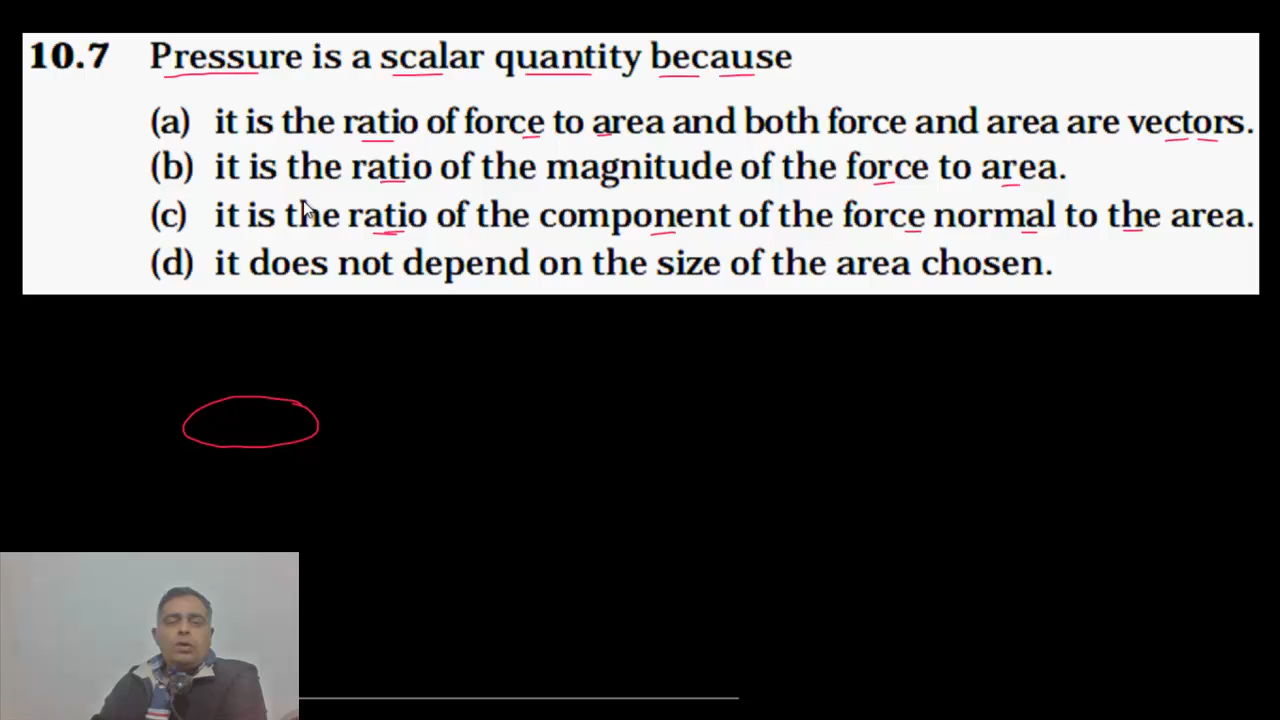 10.7 Pressure is a scalar quantity because
(a) it is the ratio of force to area and both force and area are vectors.
(b) it is the ratio of the magnitude of the force to area.
(c) it is the ratio of the component of the force normal to the area.
(d) it does not depend on the size of the area chosen.